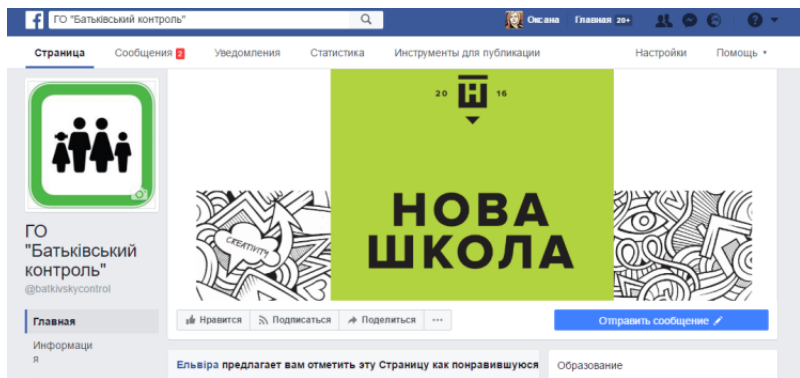 ГО "Батьківський контроль"
Оксана Главная 20+
Страница Сообщения 2 Уведомления Статистика Инструменты для публикации Настройки Помощь
20 Н 16
НОВА
ШКОЛА
CREATIVITY
ГО
"Батьківський
контроль"
@batkivskycontrol
Главная
Информаци
я
Нравится Подписаться Поделиться ...
Отправить сообщение
Ельвіра предлагает вам отметить эту Страницу как понравившуюся
Образование